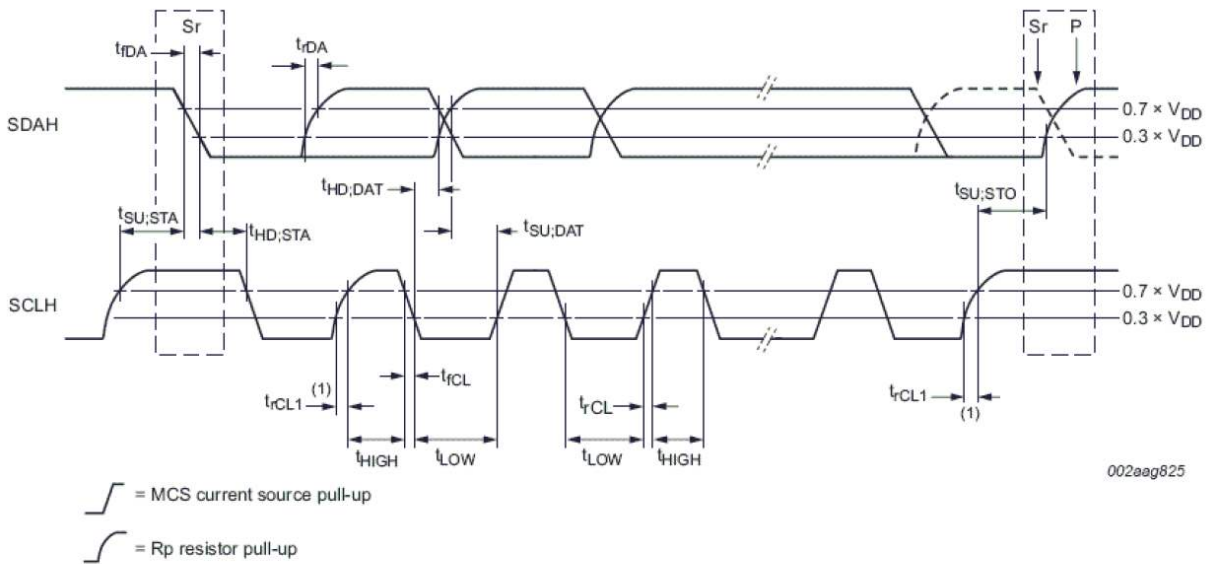 Sr
Sr P
tfDA
trDA
SDAH
0.7 × VDD
0.3 × VDD
tHD;DAT
tSU;STO
tSU;STA
tHD;STA
tSU;DAT
SCLH
0.7 × VDD
0.3 × VDD
tfCL
trCL1 (1)
trCL
trCL1 (1)
tHIGH
tLOW
tLOW
tHIGH
002aag825
= MCS current source pull-up
= Rp resistor pull-up